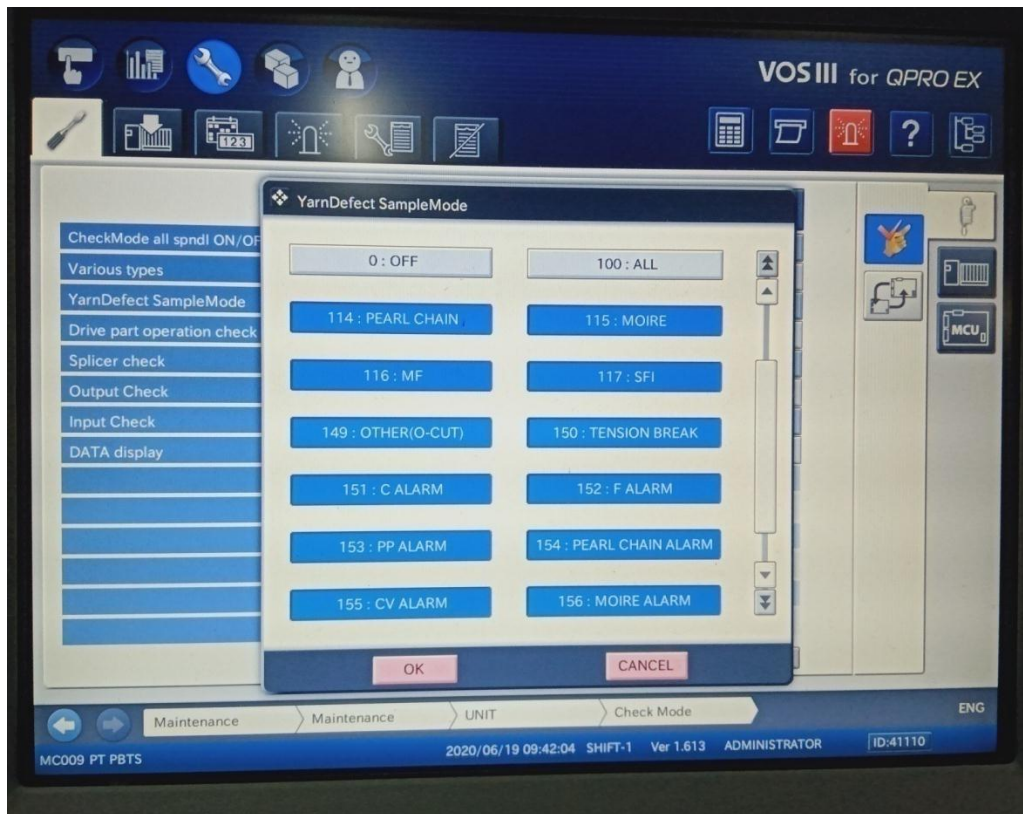 VOS III for QPRO EX
123
YarnDefect SampleMode
CheckMode all spndl ON/OF
Various types
YarnDefect SampleMode
Drive part operation check
Splicer check
Output Check
Input Check
DATA display
0 : OFF
100 : ALL
114 : PEARL CHAIN
115 : MOIRE
116 : MF
117 : SFI
149 : OTHER(O-CUT)
150 : TENSION BREAK
151 : C ALARM
152 : F ALARM
153 : PP ALARM
154 : PEARL CHAIN ALARM
155 : CV ALARM
156 : MOIRE ALARM
OK
CANCEL
?
MCU
Maintenance
Maintenance
UNIT
Check Mode
ENG
MC009 PT PBTS
2020/06/19 09:42:04 SHIFT-1 Ver 1.613 ADMINISTRATOR ID:41110